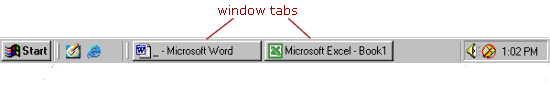 window tabs
Start
_ - Microsoft Word
Microsoft Excel - Book1
1:02 PM